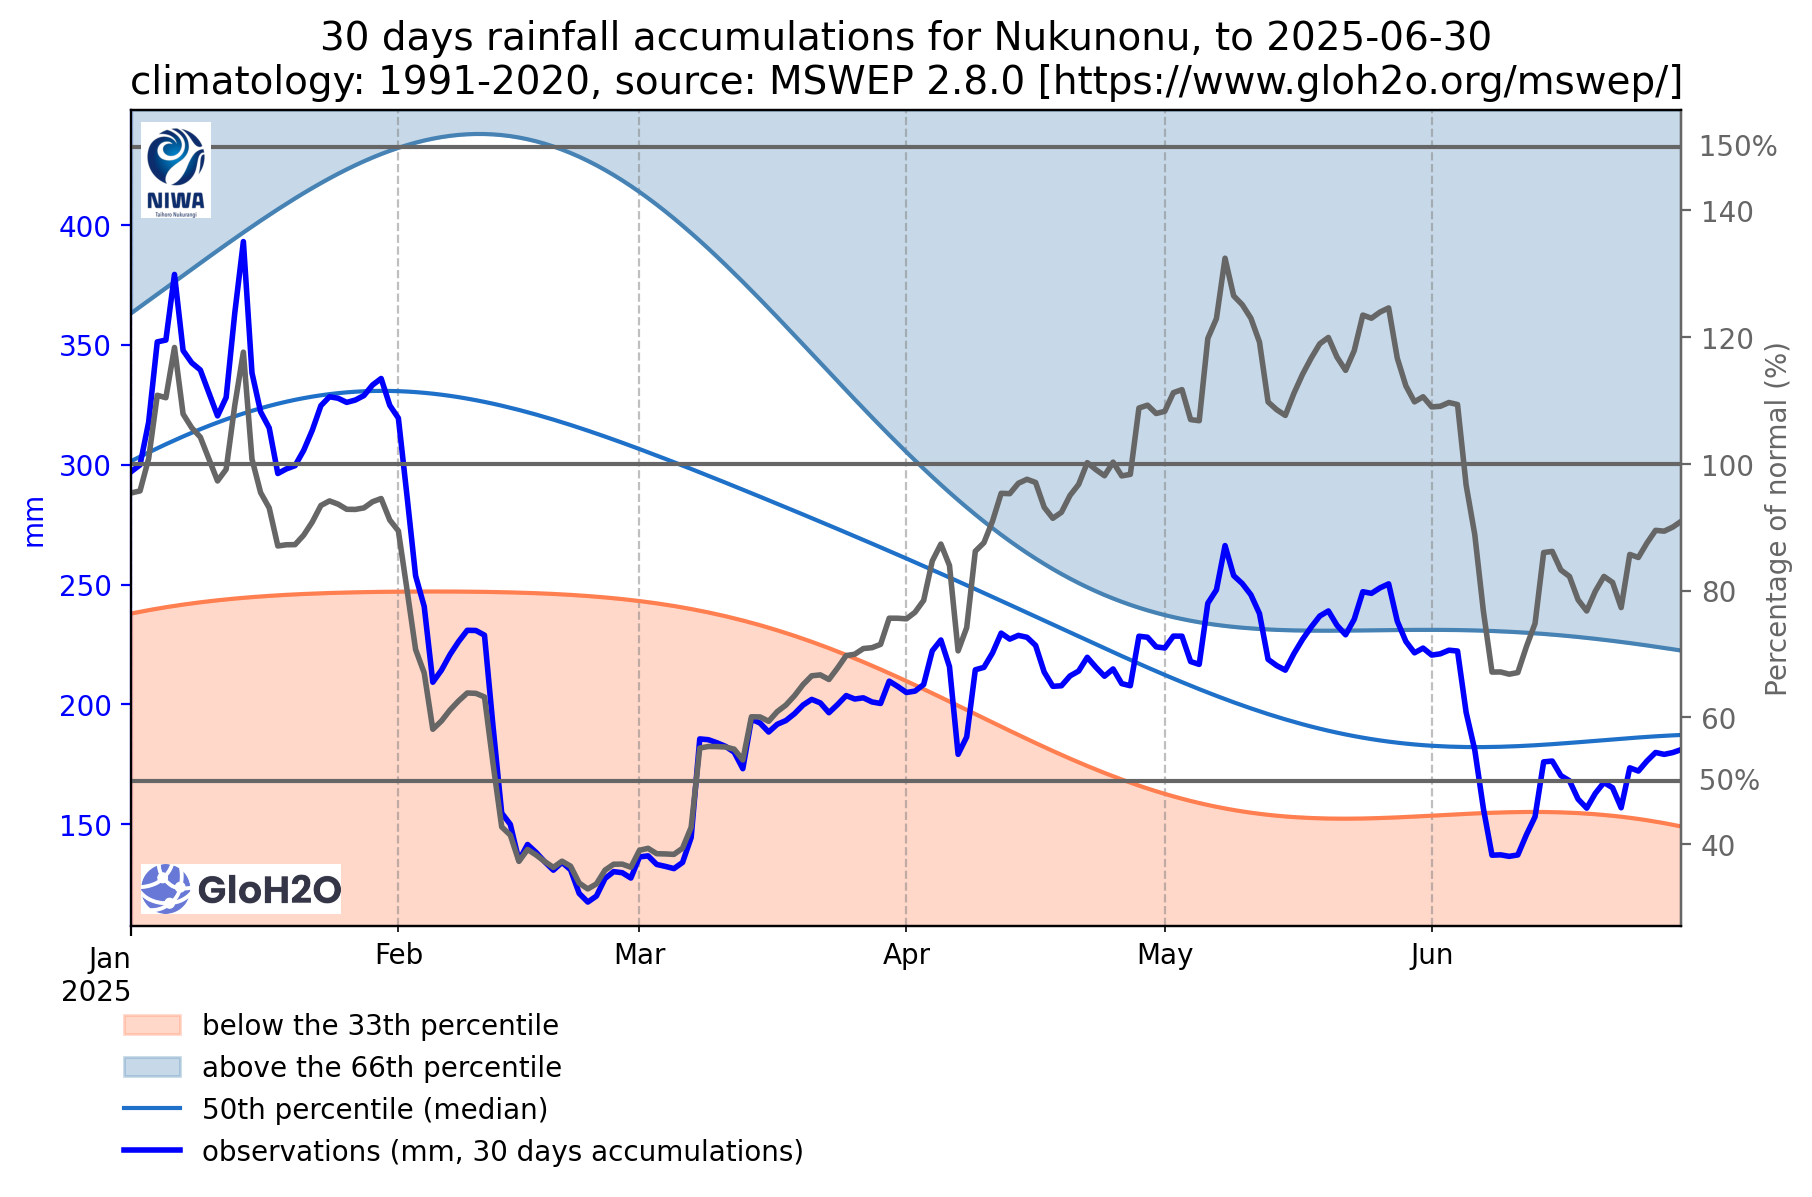 30 days rainfall accumulations for Nukunonu, to 2025-06-30
climatology: 1991-2020, source: MSWEP 2.8.0 [https://www.gloh2o.org/mswep/]
NIWA
Taihoro Nukurangi
400
350
300
250
200
150
mm
150%
140
120
100
80
60
50%
40
Percentage of normal (%)
GloH2O
Jan
2025
Feb
Mar
Apr
May
Jun
below the 33th percentile
above the 66th percentile
50th percentile (median)
observations (mm, 30 days accumulations)